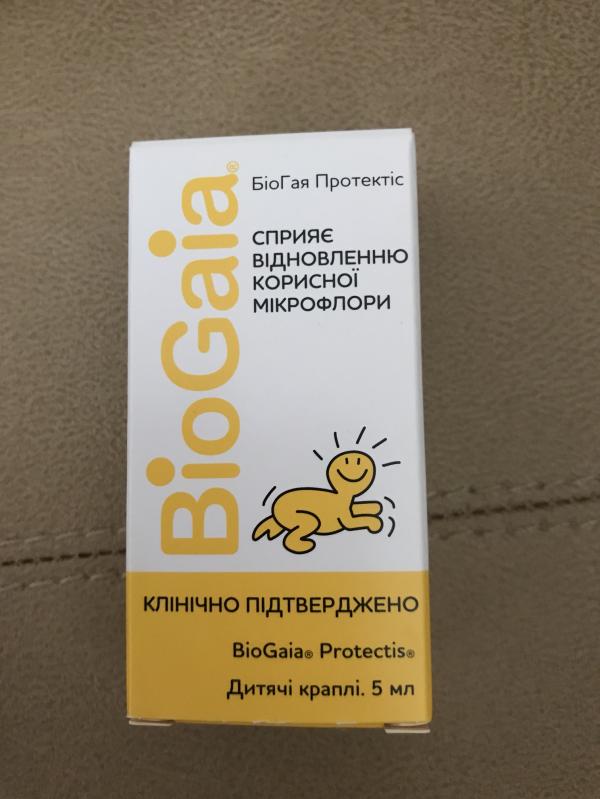 BioGaia®
БіоГая Протектіс
СПРИЯЄ
ВІДНОВЛЕННЮ
КОРИСНОЇ
МІКРОФЛОРИ
КЛІНІЧНО ПІДТВЕРДЖЕНО
BioGaia® Protectis®
Дитячі краплі. 5 мл